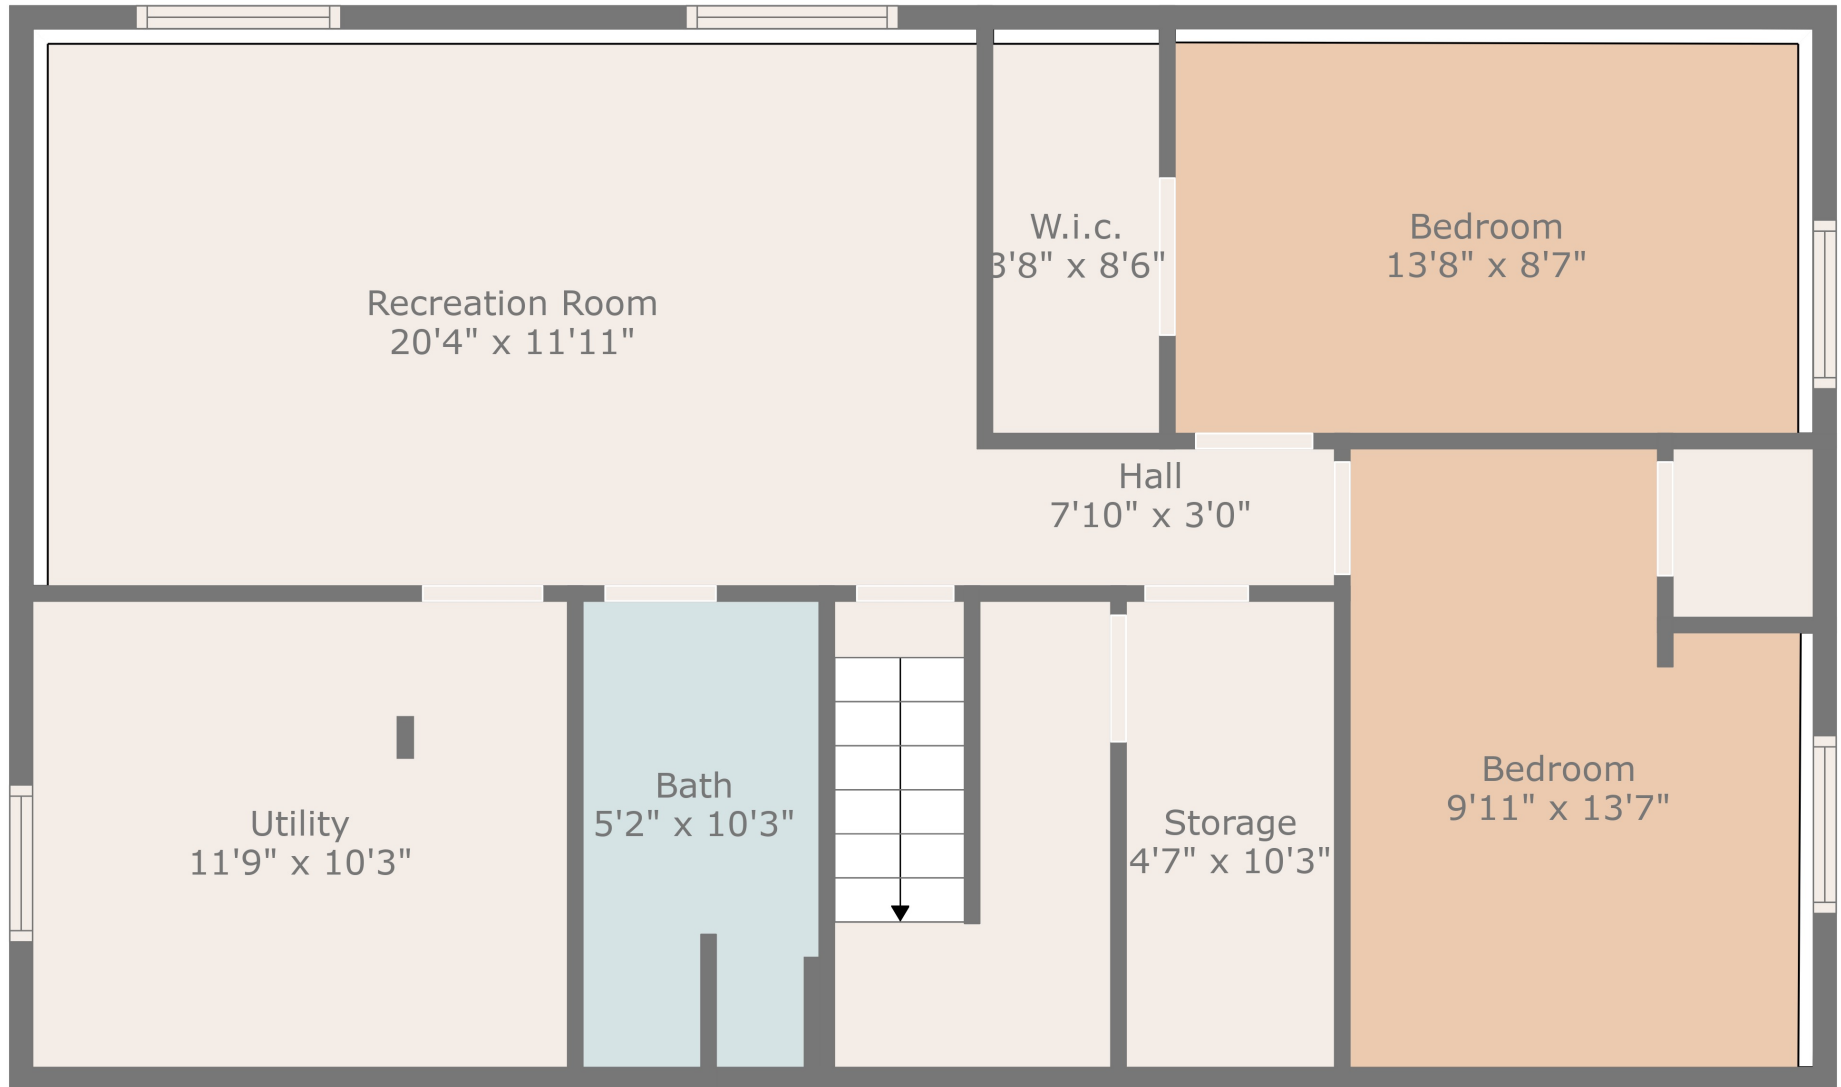 Recreation Room
20'4" x 11'11"
W.i.c.
3'8" x 8'6"
Bedroom
13'8" x 8'7"
Hall
7'10" x 3'0"
Utility
11'9" x 10'3"
Bath
5'2" x 10'3"
Storage
4'7" x 10'3"
Bedroom
9'11" x 13'7"